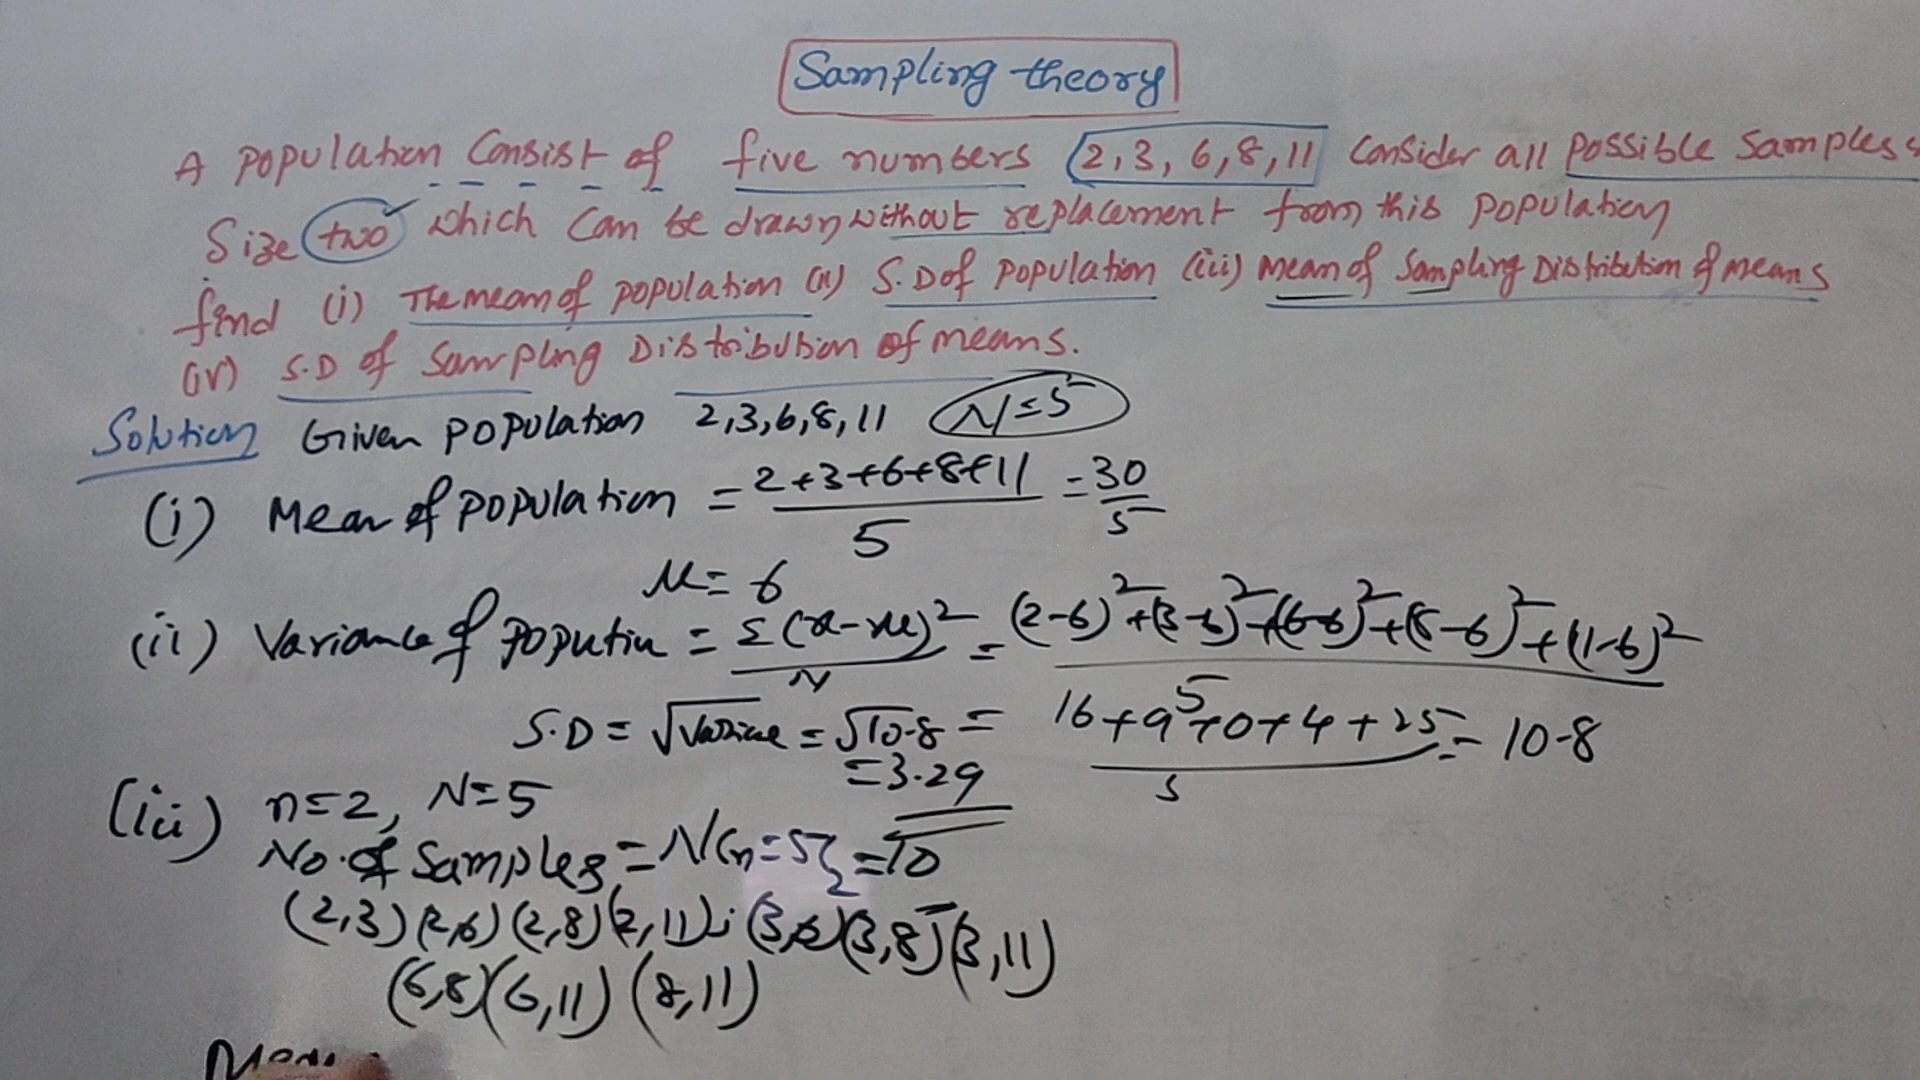 Sampling theory
A population Consist of five numbers (2,3, 6,8,11 Consider all possible samples
Size two which Can be drawn without replacement from this population
find (i) The mean of population (ii) S.D of population (iii) Mean of Sampling Distribution of means
(iv) S.D of Sampling Distribution of means.
Solution Given population 2,3,6,8,11 N=5
(i) Mean of population = 2+3+6+8+11 / 5 = 30 / 5
μ = 6
(ii) Variance of Poputiu = Σ(x-μ)² / N = (2-6)²+(3-6)²+(6-6)²+(8-6)²+(11-6)² / 5
S.D = √Variance = √10.8 = 16+9+0+4+25 / 5 = 10.8
= 3.29
(iii) n=2, N=5
No. of Samples = NCn = 5C2 = 10
(2,3) (2,6) (2,8) (2,11); (3,6) (3,8) (3,11)
(6,8) (6,11) (8,11)